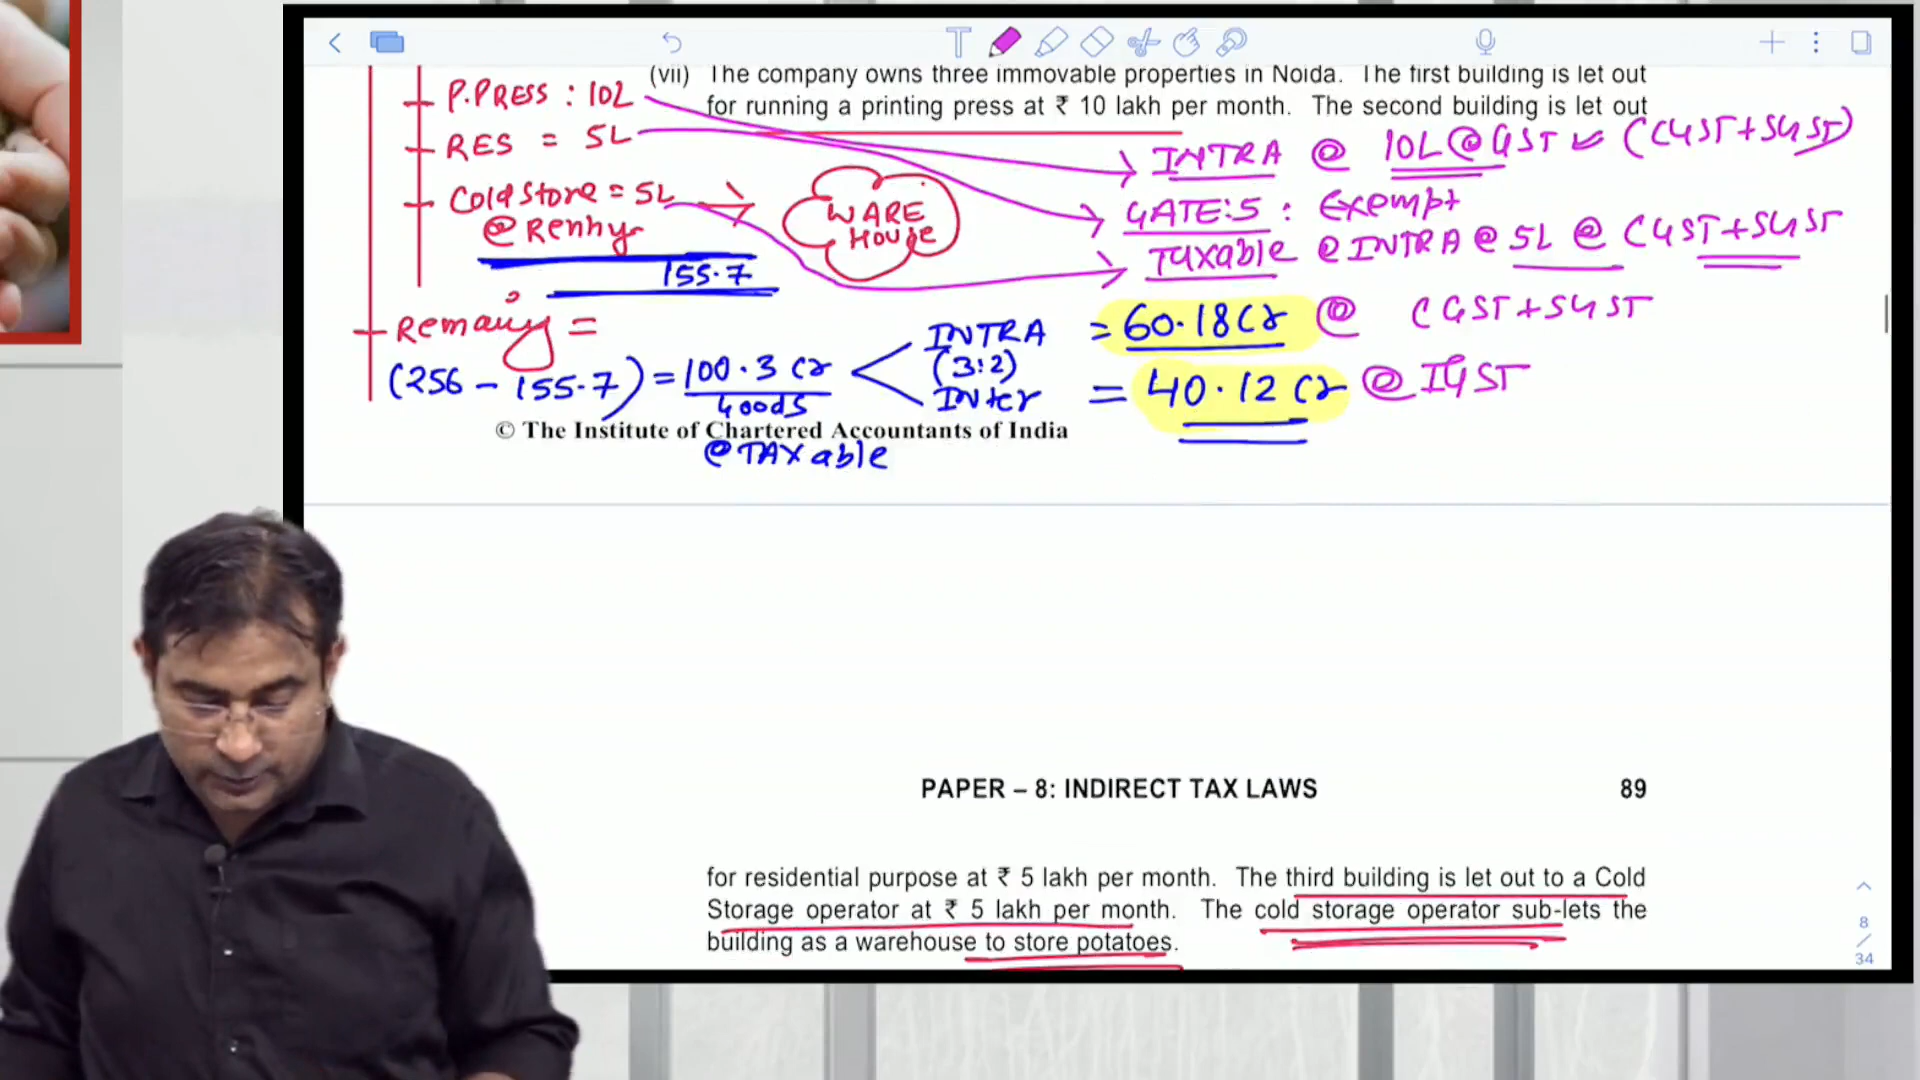 (vii) The company owns three immovable properties in Noida. The first building is let out
for running a printing press at ₹ 10 lakh per month. The second building is let out
P.PRESS : 10L
RES = 5L
Cold Store = 5L
WARE
HOUSE
155.7
INTRA @ 10L @ GST (CGST+SGST)
: Exempt
Taxable @ INTRA @ 5L @ CGST+SGST
=
(256 - 155.7) = 100.3 Cr
Goods
@ TAXable
INTRA = 60.18 Cr @ CGST+SGST
(3:2)
Inter = 40.12 Cr @ IGST
© The Institute of Chartered Accountants of India
PAPER – 8: INDIRECT TAX LAWS 89
for residential purpose at ₹ 5 lakh per month. The third building is let out to a Cold
Storage operator at ₹ 5 lakh per month. The cold storage operator sub-lets the
building as a warehouse to store potatoes.
8
/
34